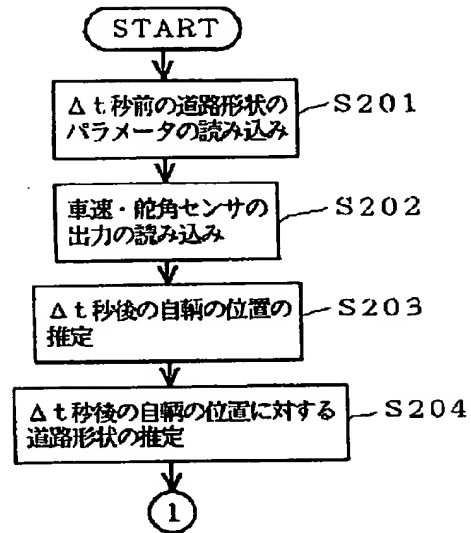 START
Δt秒前の道路形状の
パラメータの読み込み
S201
車速・舵角センサの
出力の読み込み
S202
Δt秒後の自輌の位置の
推定
S203
Δt秒後の自輌の位置に対する
道路形状の推定
S204
1